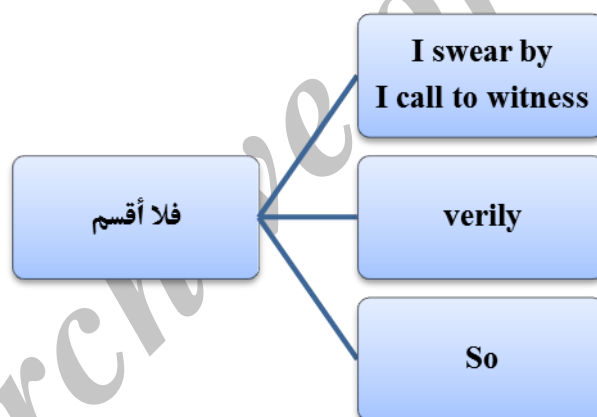 I swear by
I call to witness
فلا أقسم
verily
So